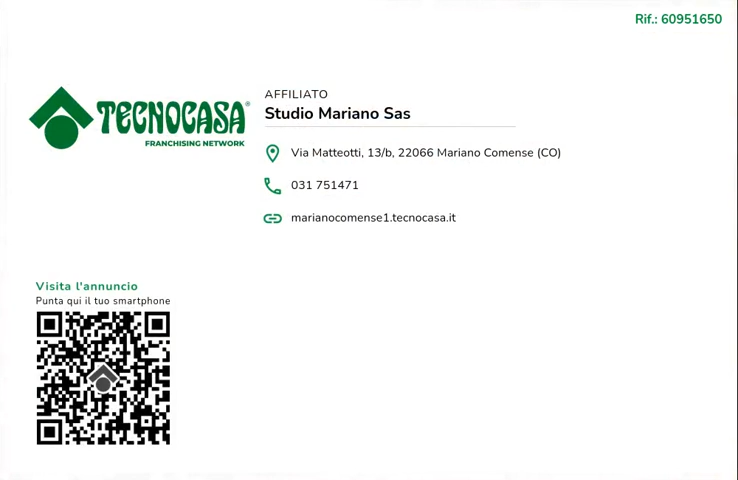 Rif.: 60951650
TECNOCASA®
FRANCHISING NETWORK
AFFILIATO
Studio Mariano Sas
Via Matteotti, 13/b, 22066 Mariano Comense (CO)
031 751471
marianocomense1.tecnocasa.it
Visita l'annuncio
Punta qui il tuo smartphone